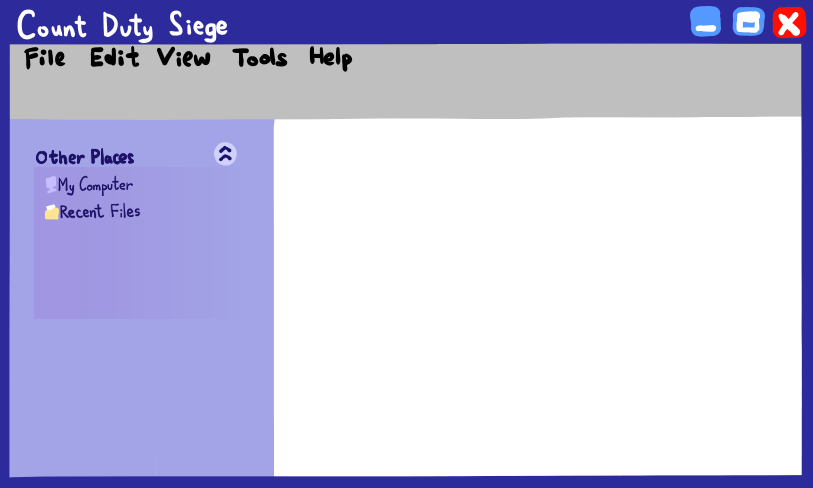 Count Duty Siege
File Edit View Tools Help
Other Places
My Computer
Recent Files